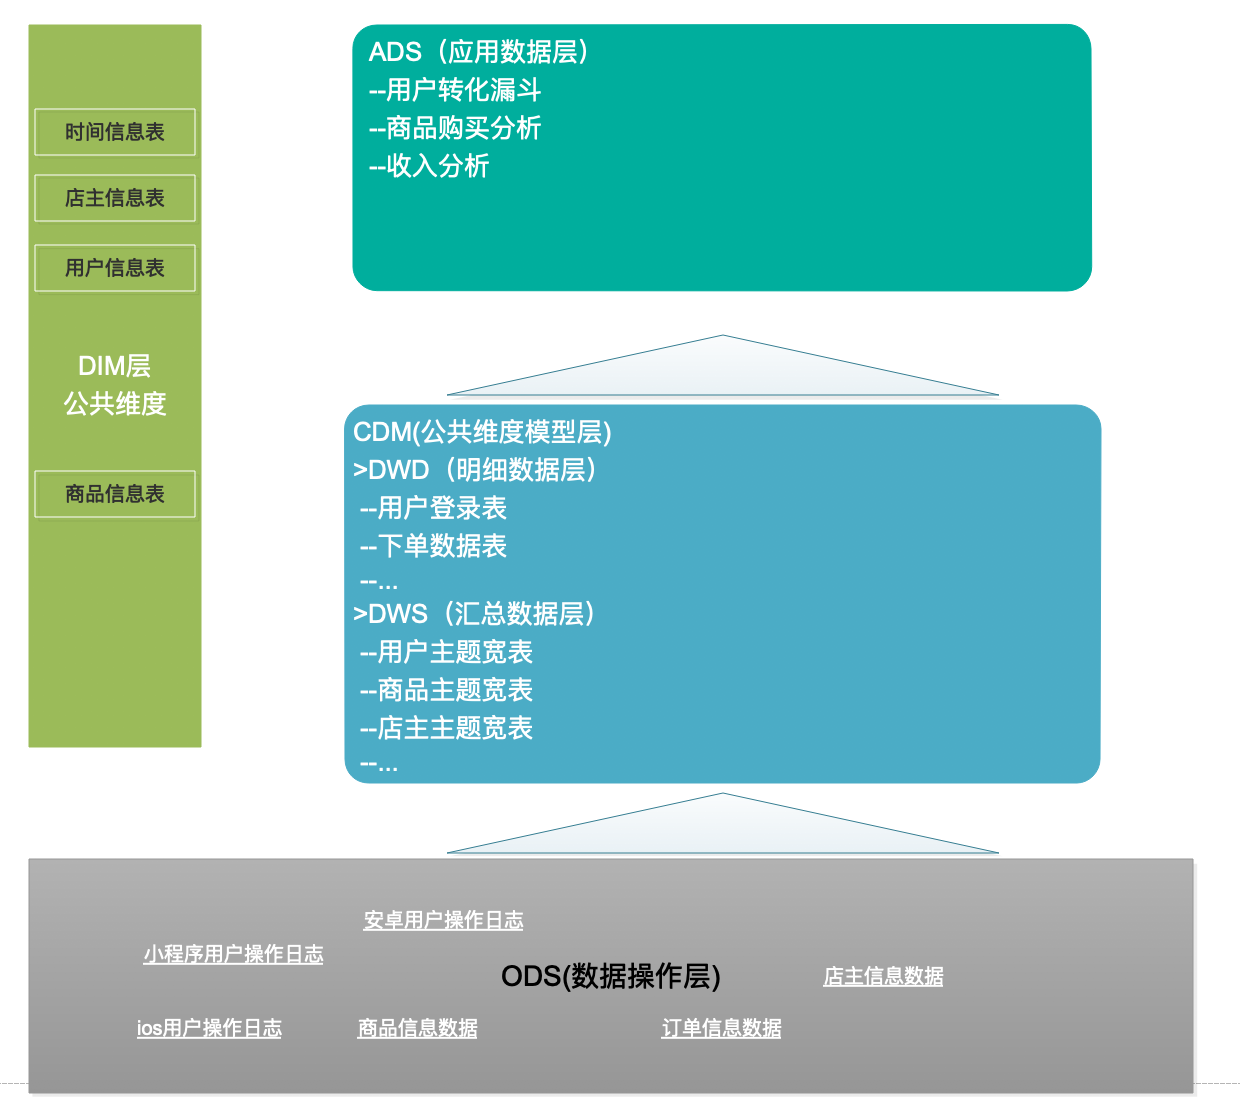 时间信息表
店主信息表
用户信息表
DIM层
公共维度
商品信息表
ADS（应用数据层）
--用户转化漏斗
--商品购买分析
--收入分析
CDM(公共维度模型层)
>DWD（明细数据层）
--用户登录表
--下单数据表
--...
>DWS（汇总数据层）
--用户主题宽表
--商品主题宽表
--店主主题宽表
--...
安卓用户操作日志
小程序用户操作日志
ODS(数据操作层)
店主信息数据
ios用户操作日志
商品信息数据
订单信息数据